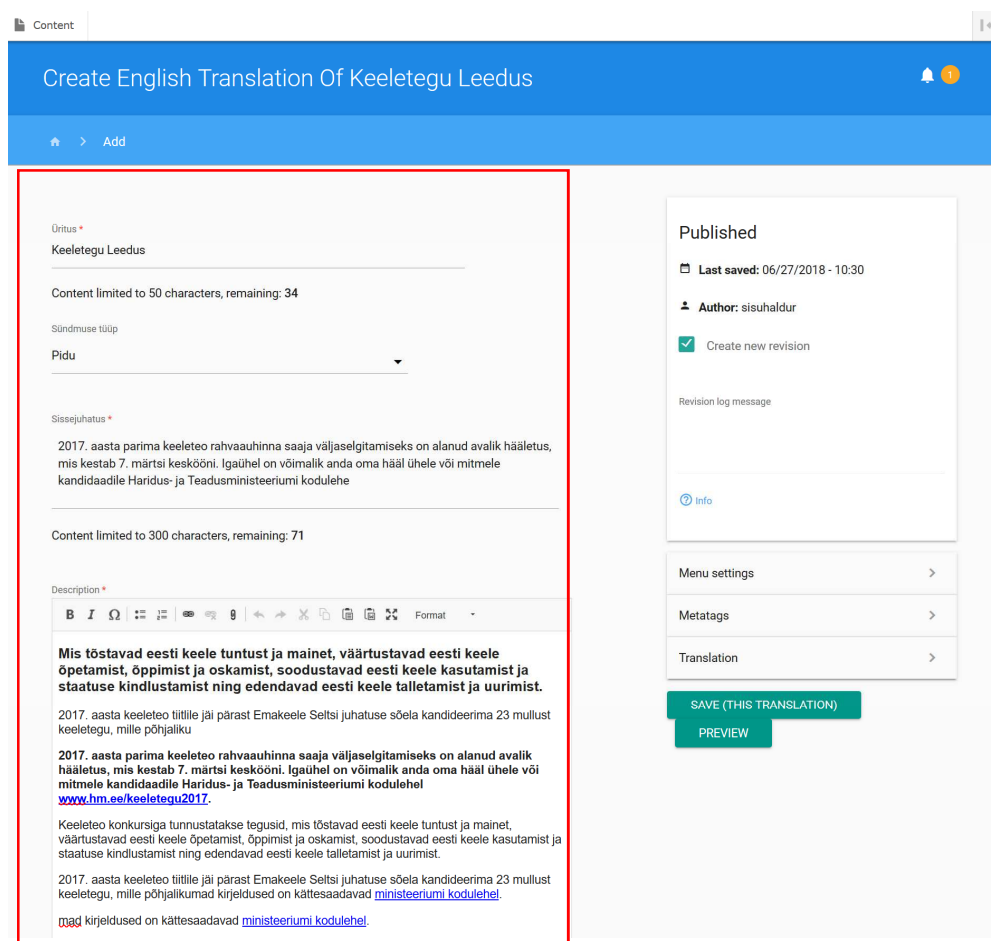 Content
Create English Translation Of Keeletegu Leedus
1
Add
Üritus *
Keeletegu Leedus
Content limited to 50 characters, remaining: 34
Sündmuse tüüp
Pidu
Sissejuhatus *
2017. aasta parima keeleteo rahvaauhinna saaja väljaselgitamiseks on alanud avalik hääletus,
mis kestab 7. märtsi keskööni. Igaühel on võimalik anda oma hääl ühele või mitmele
kandidaadile Haridus- ja Teadusministeeriumi kodulehe
Content limited to 300 characters, remaining: 71
Description *
B I Ω Format
Mis tõstavad eesti keele tuntust ja mainet, väärtustavad eesti keele
õpetamist, õppimist ja oskamist, soodustavad eesti keele kasutamist ja
staatuse kindlustamist ning edendavad eesti keele talletamist ja uurimist.
2017. aasta keeleteo tiitlile jäi pärast Emakeele Seltsi juhatuse sõela kandideerima 23 mullust
keeletegu, mille põhjaliku
2017. aasta parima keeleteo rahvaauhinna saaja väljaselgitamiseks on alanud avalik
hääletus, mis kestab 7. märtsi keskööni. Igaühel on võimalik anda oma hääl ühele või
mitmele kandidaadile Haridus- ja Teadusministeeriumi kodulehel
www.hm.ee/keeletegu2017.
Keeleteo konkursiga tunnustatakse tegusid, mis tõstavad eesti keele tuntust ja mainet,
väärtustavad eesti keele õpetamist, õppimist ja oskamist, soodustavad eesti keele kasutamist ja
staatuse kindlustamist ning edendavad eesti keele talletamist ja uurimist.
2017. aasta keeleteo tiitlile jäi pärast Emakeele Seltsi juhatuse sõela kandideerima 23 mullust
keeletegu, mille põhjalikumad kirjeldused on kättesaadavad ministeeriumi kodulehel.
mad kirjeldused on kättesaadavad ministeeriumi kodulehel.
Published
Last saved: 06/27/2018 - 10:30
Author: sisuhaldur
Create new revision
Revision log message
Info
Menu settings
Metatags
Translation
SAVE (THIS TRANSLATION)
PREVIEW